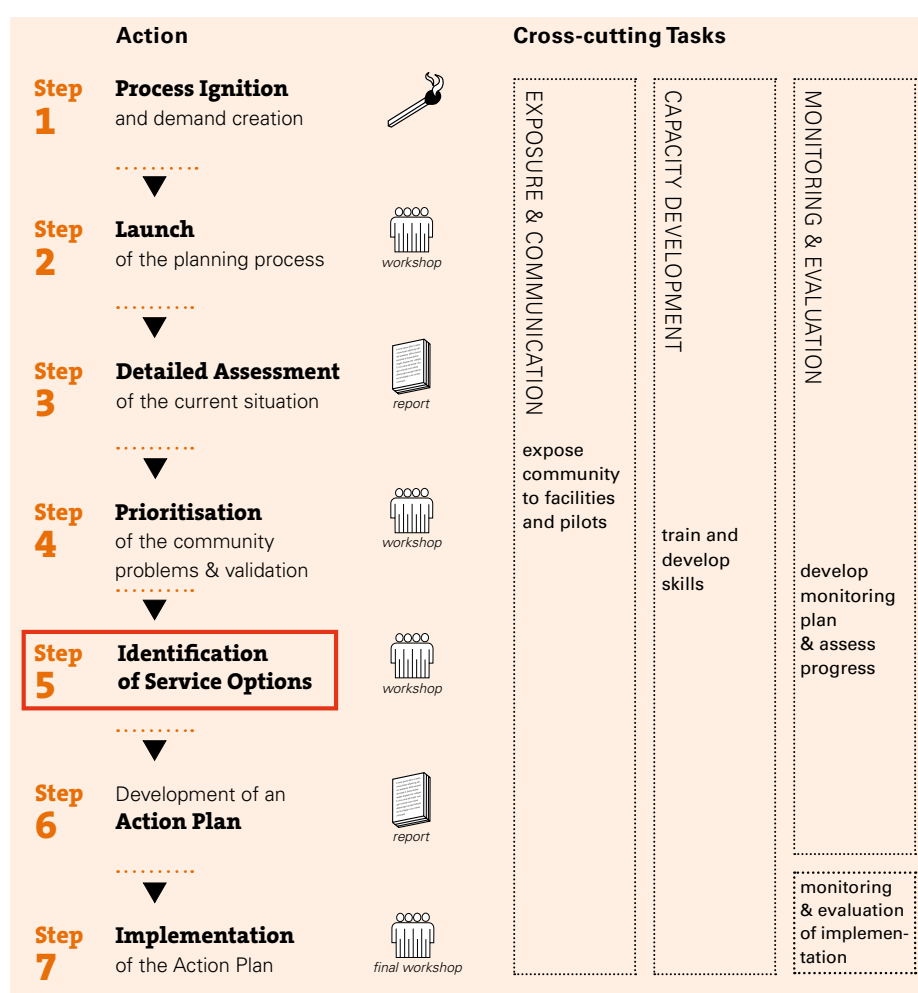 Action
Cross-cutting Tasks
Step
1
Process Ignition
and demand creation
Step
2
Launch
of the planning process
workshop
Step
3
Detailed Assessment
of the current situation
report
Step
4
Prioritisation
of the community
problems & validation
workshop
Step
5
Identification
of Service Options
workshop
Step
6
Development of an
Action Plan
report
Step
7
Implementation
of the Action Plan
final workshop
EXPOSURE & COMMUNICATION
expose
community
to facilities
and pilots
CAPACITY DEVELOPMENT
train and
develop
skills
MONITORING & EVALUATION
develop
monitoring
plan
& assess
progress
monitoring
& evaluation
of implemen-
tation